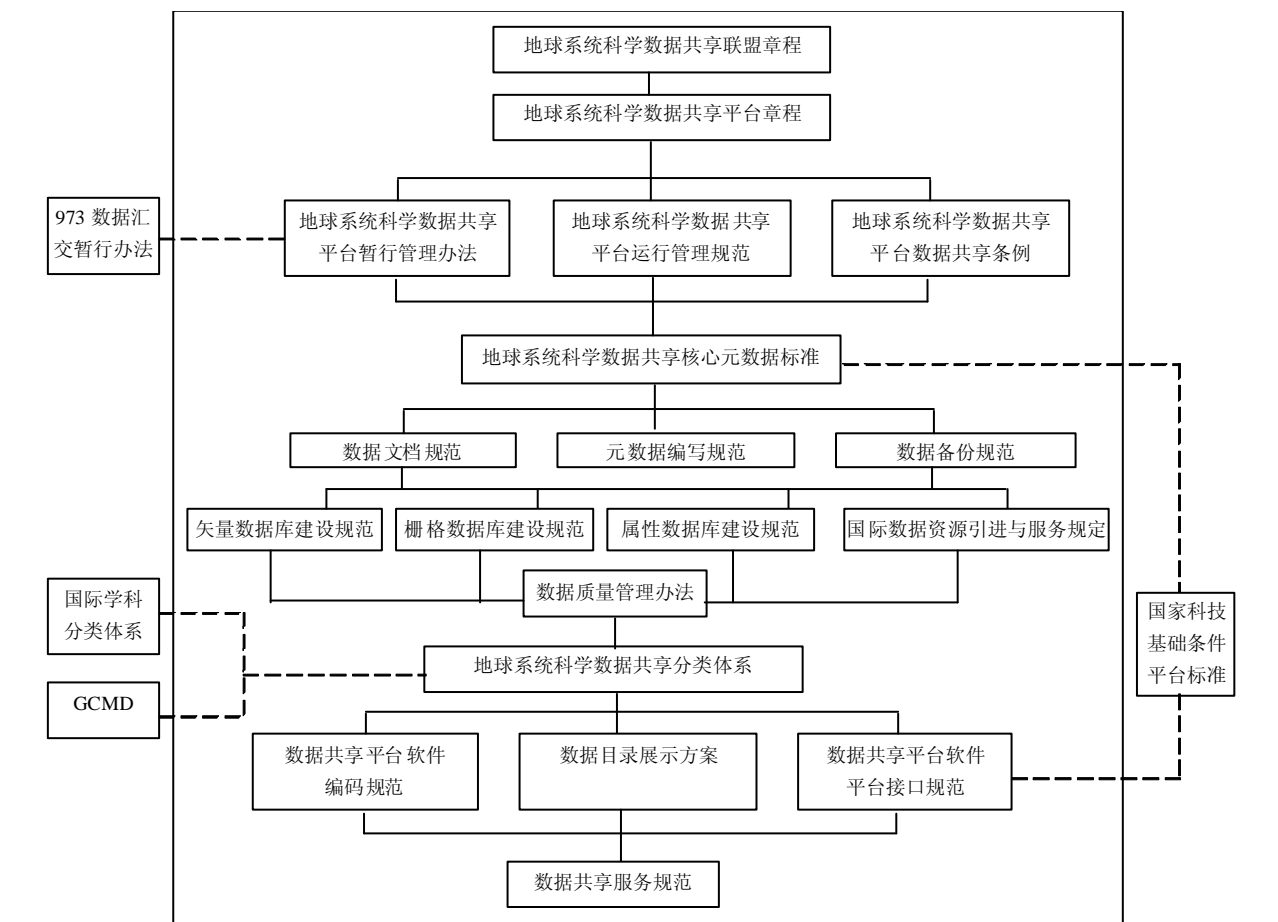 地球系统科学数据共享联盟章程
地球系统科学数据共享平台章程
973 数据汇
交暂行办法
地球系统科学数据共享
平台暂行管理办法
地球系统科学数据共享
平台运行管理规范
地球系统科学数据共享
平台数据共享条例
地球系统科学数据共享核心元数据标准
数据文档规范
元数据编写规范
数据备份规范
矢量数据库建设规范
栅格数据库建设规范
属性数据库建设规范
国际数据资源引进与服务规定
数据质量管理办法
国际学科
分类体系
国家科技
基础条件
平台标准
地球系统科学数据共享分类体系
GCMD
数据共享平台软件
编码规范
数据目录展示方案
数据共享平台软件
平台接口规范
数据共享服务规范